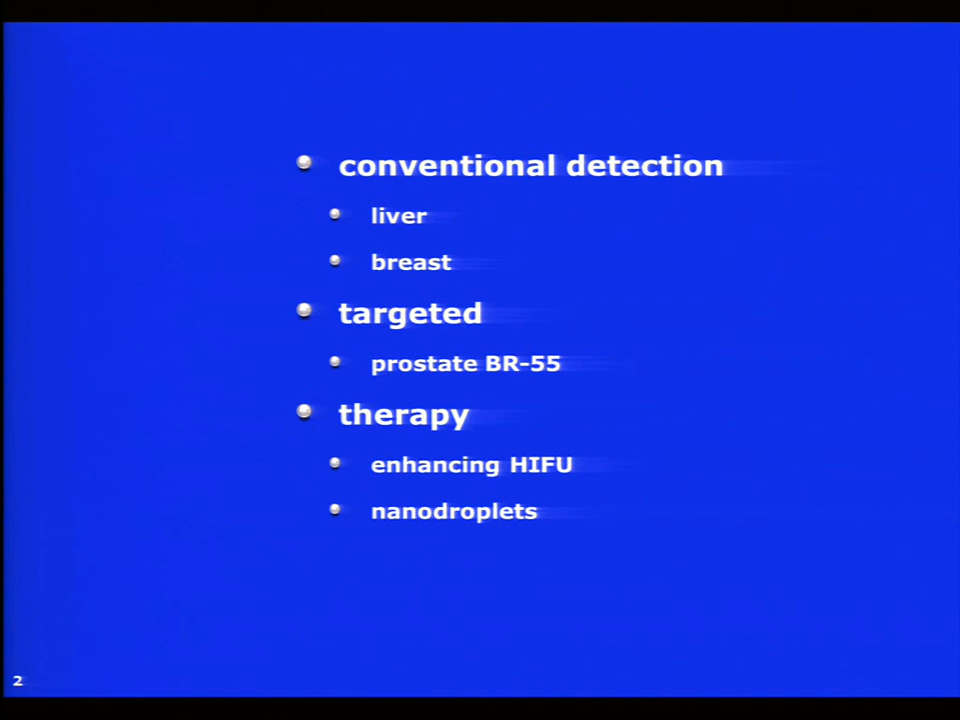 conventional detection
liver
breast
targeted
prostate BR-55
therapy
enhancing HIFU
nanodroplets
2